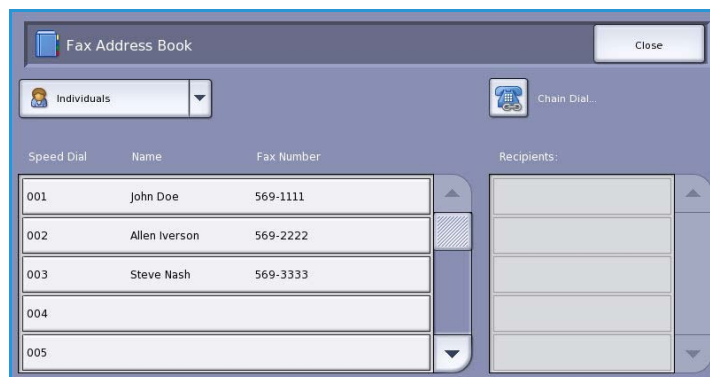 Fax Address Book
Close
Individuals
Chain Dial...
Speed Dial Name Fax Number
Recipients:
001 John Doe 569-1111
002 Allen Iverson 569-2222
003 Steve Nash 569-3333
004
005